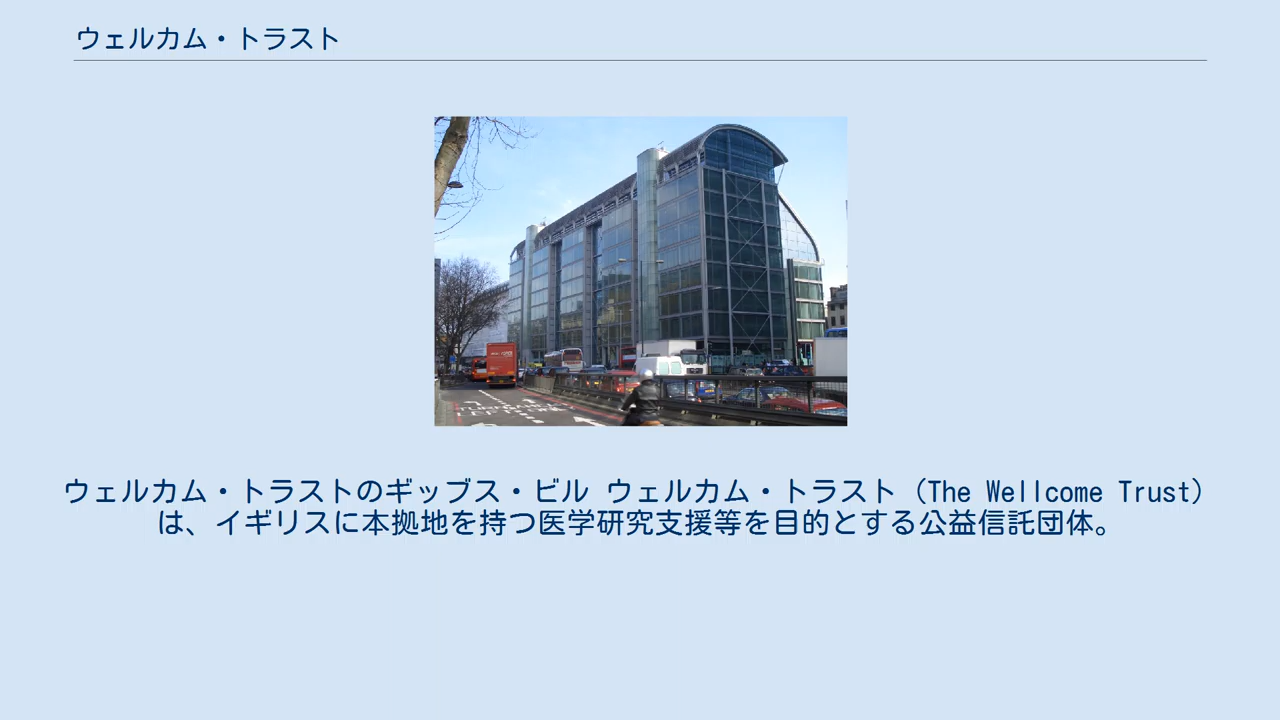 ウェルカム・トラスト
ウェルカム・トラストのギッブス・ビル ウェルカム・トラスト（The Wellcome Trust）
は、イギリスに本拠地を持つ医学研究支援等を目的とする公益信託団体。